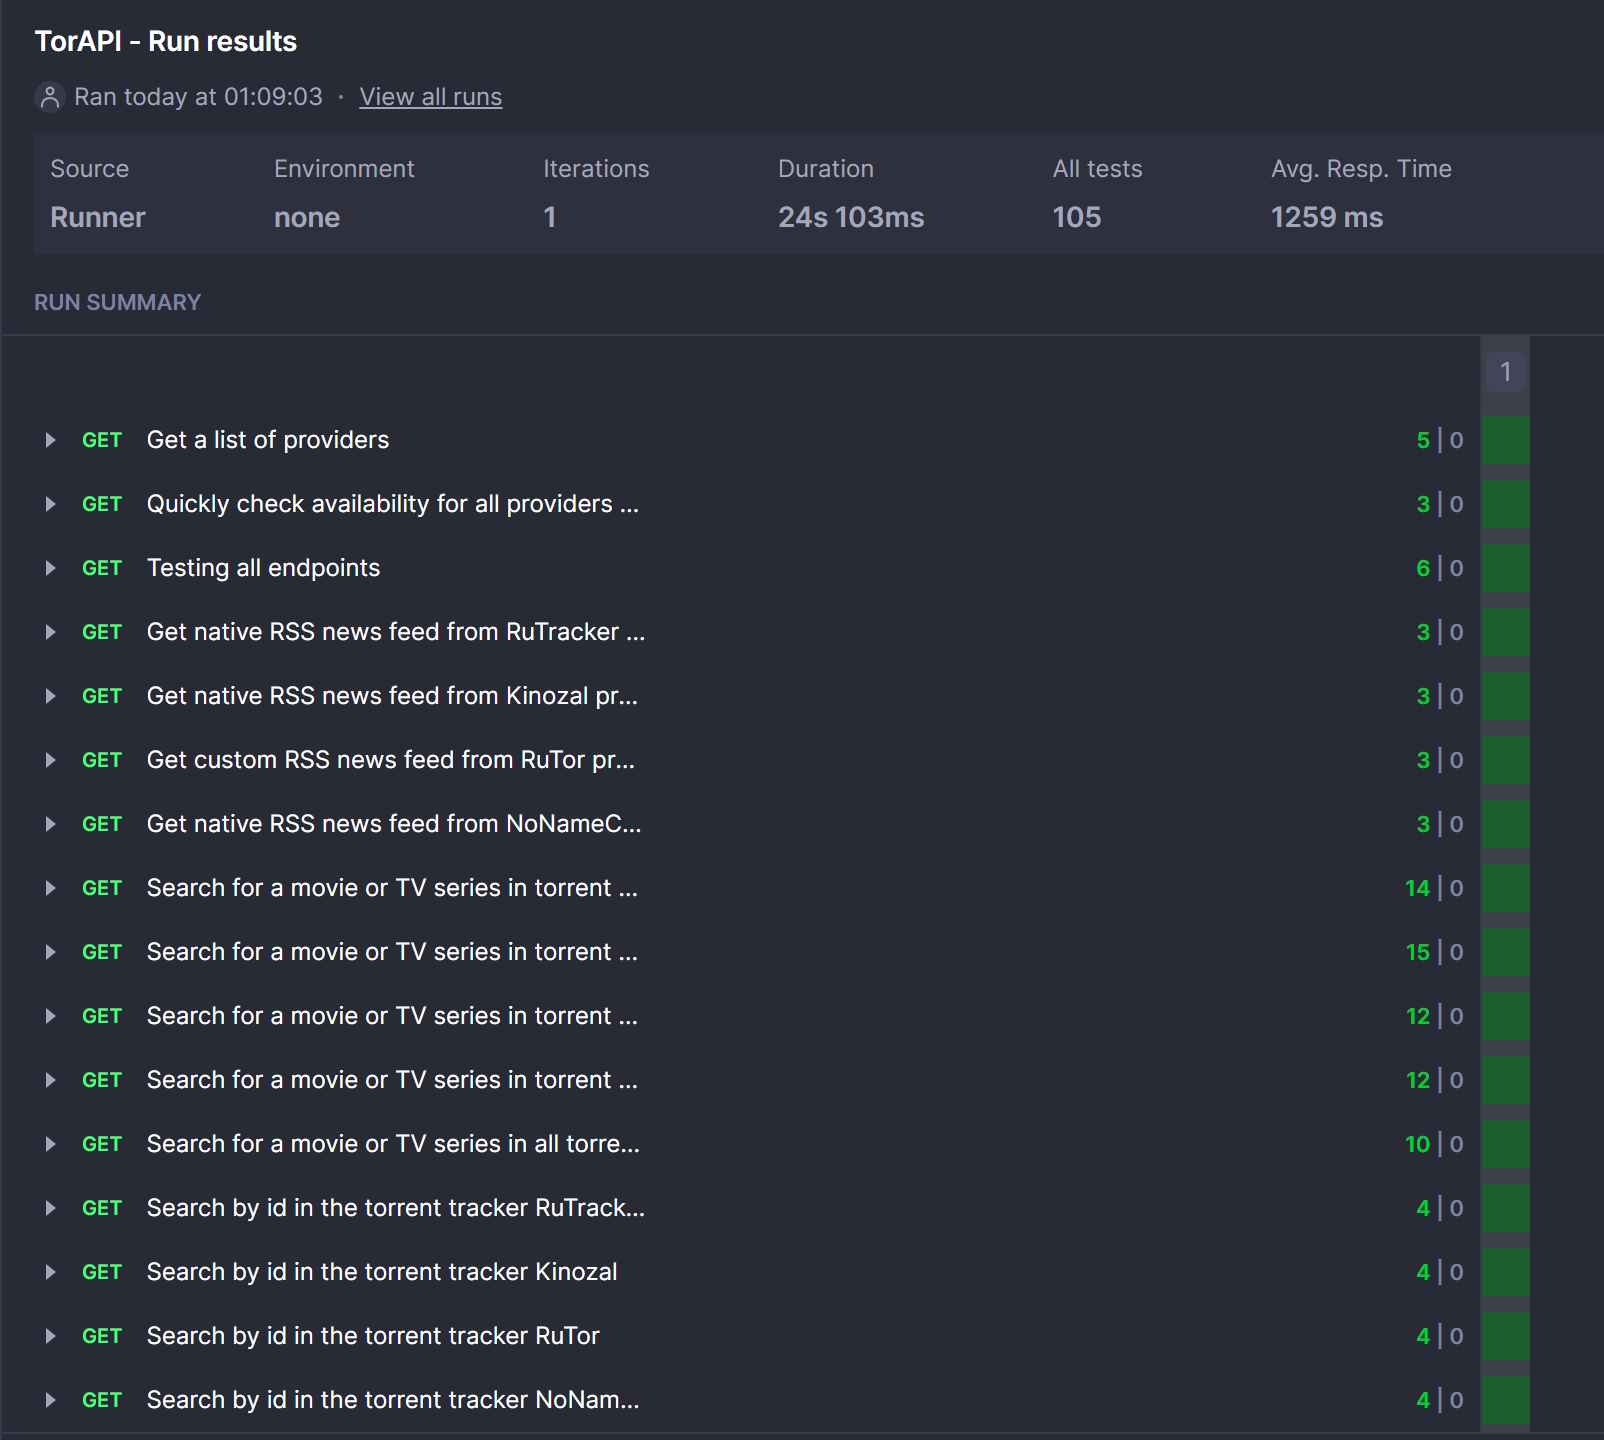 TorAPI - Run results
Ran today at 01:09:03 · View all runs
Source Environment Iterations Duration All tests Avg. Resp. Time
Runner none 1 24s 103ms 105 1259 ms
RUN SUMMARY
1
GET Get a list of providers 5 | 0
GET Quickly check availability for all providers ... 3 | 0
GET Testing all endpoints 6 | 0
GET Get native RSS news feed from RuTracker ... 3 | 0
GET Get native RSS news feed from Kinozal pr... 3 | 0
GET Get custom RSS news feed from RuTor pr... 3 | 0
GET Get native RSS news feed from NoNameC... 3 | 0
GET Search for a movie or TV series in torrent ... 14 | 0
GET Search for a movie or TV series in torrent ... 15 | 0
GET Search for a movie or TV series in torrent ... 12 | 0
GET Search for a movie or TV series in torrent ... 12 | 0
GET Search for a movie or TV series in all torre... 10 | 0
GET Search by id in the torrent tracker RuTrack... 4 | 0
GET Search by id in the torrent tracker Kinozal 4 | 0
GET Search by id in the torrent tracker RuTor 4 | 0
GET Search by id in the torrent tracker NoNam... 4 | 0